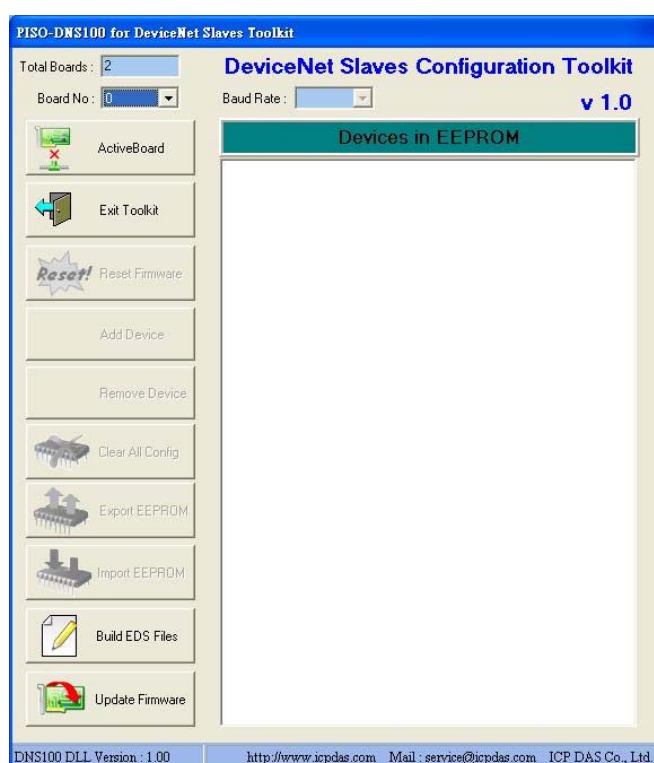 PISO-DNS100 for DeviceNet Slaves Toolkit
Total Boards : 2
DeviceNet Slaves Configuration Toolkit
Board No : 0
Baud Rate :
v 1.0
Devices in EEPROM
ActiveBoard
Exit Toolkit
Reset! Reset Firmware
Add Device
Remove Device
Clear All Config
Export EEPROM
Import EEPROM
Build EDS Files
Update Firmware
DNS100 DLL Version : 1.00 http://www.icpdas.com Mail : service@icpdas.com ICP DAS Co., Ltd